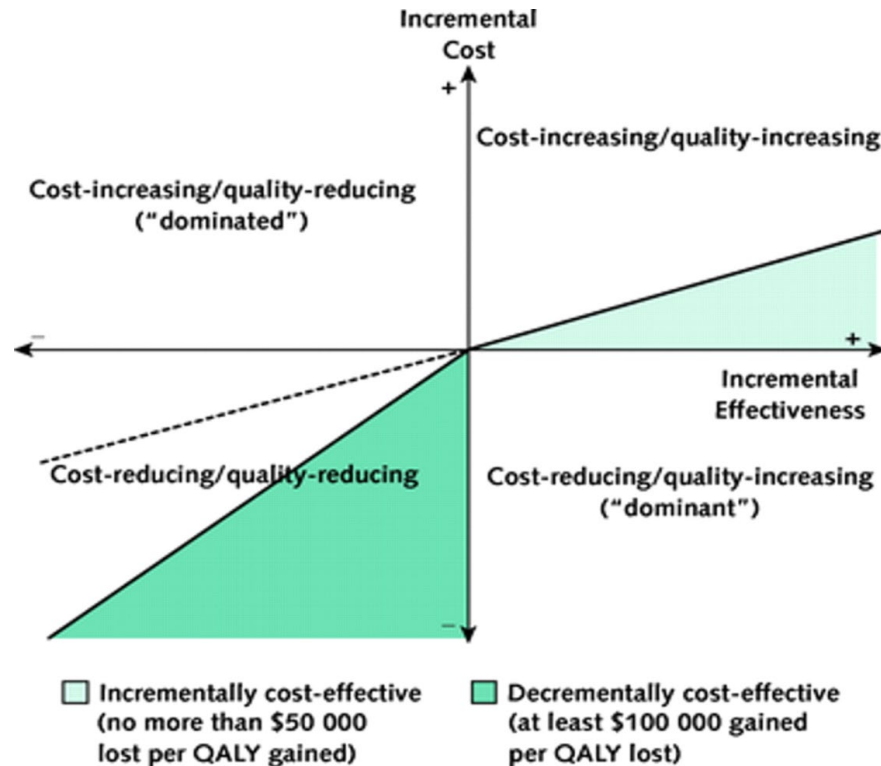 Incremental
Cost
+
Cost-increasing/quality-increasing
Cost-increasing/quality-reducing
(“dominated”)
–
+
Incremental
Effectiveness
Cost-reducing/quality-reducing
Cost-reducing/quality-increasing
(“dominant”)
–
Incrementally cost-effective
(no more than $50 000
lost per QALY gained)
Decrementally cost-effective
(at least $100 000 gained
per QALY lost)